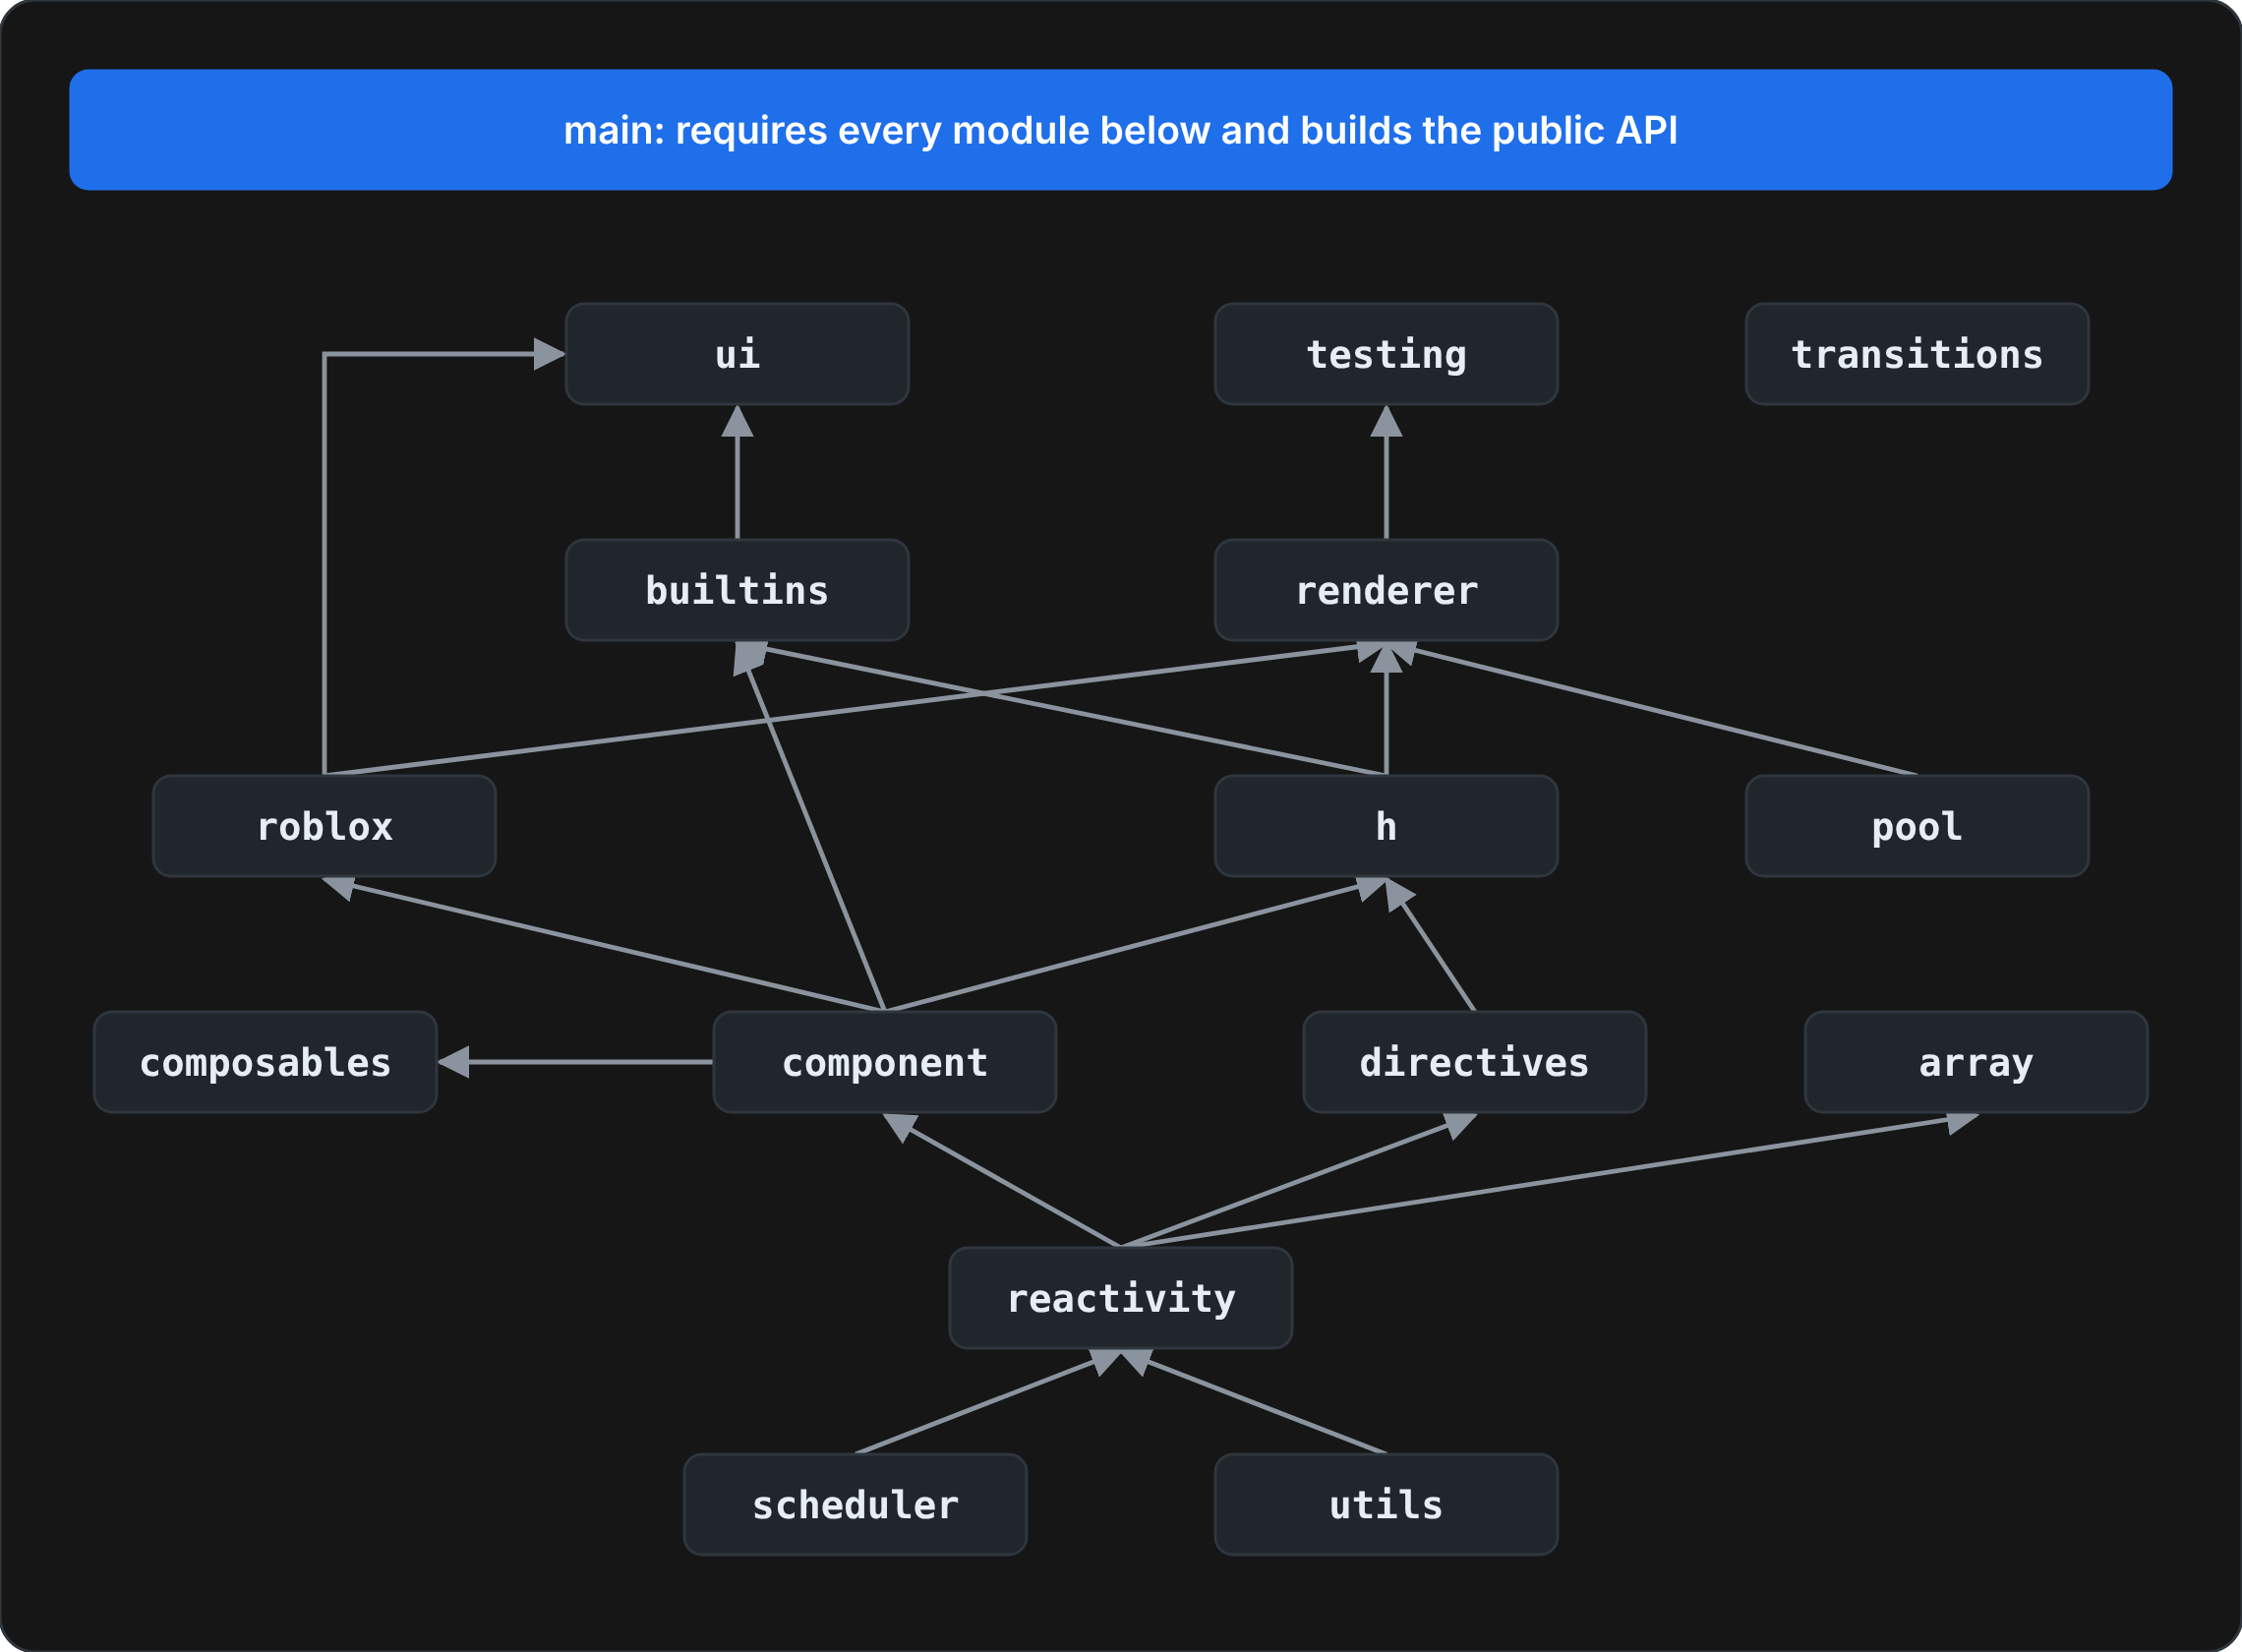 main: requires every module below and builds the public API
ui
testing
transitions
builtins
renderer
roblox
h
pool
composables
component
directives
array
reactivity
scheduler
utils